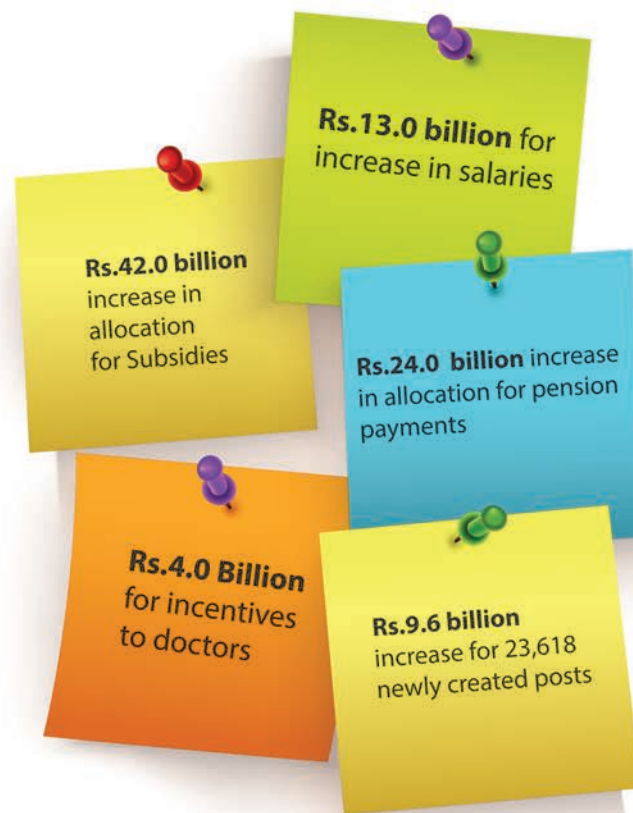 Rs.13.0 billion for
increase in salaries
Rs.42.0 billion
increase in
allocation
for Subsidies
Rs.24.0 billion increase
in allocation for pension
payments
Rs.4.0 Billion
for incentives
to doctors
Rs.9.6 billion
increase for 23,618
newly created posts